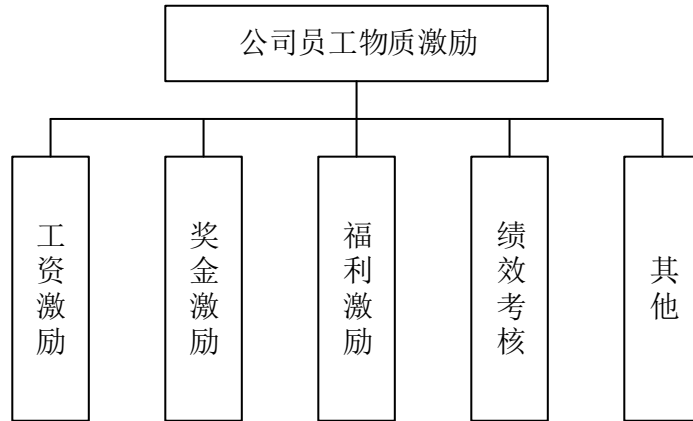 公司员工物质激励
工资激励
奖金激励
福利激励
绩效考核
其他